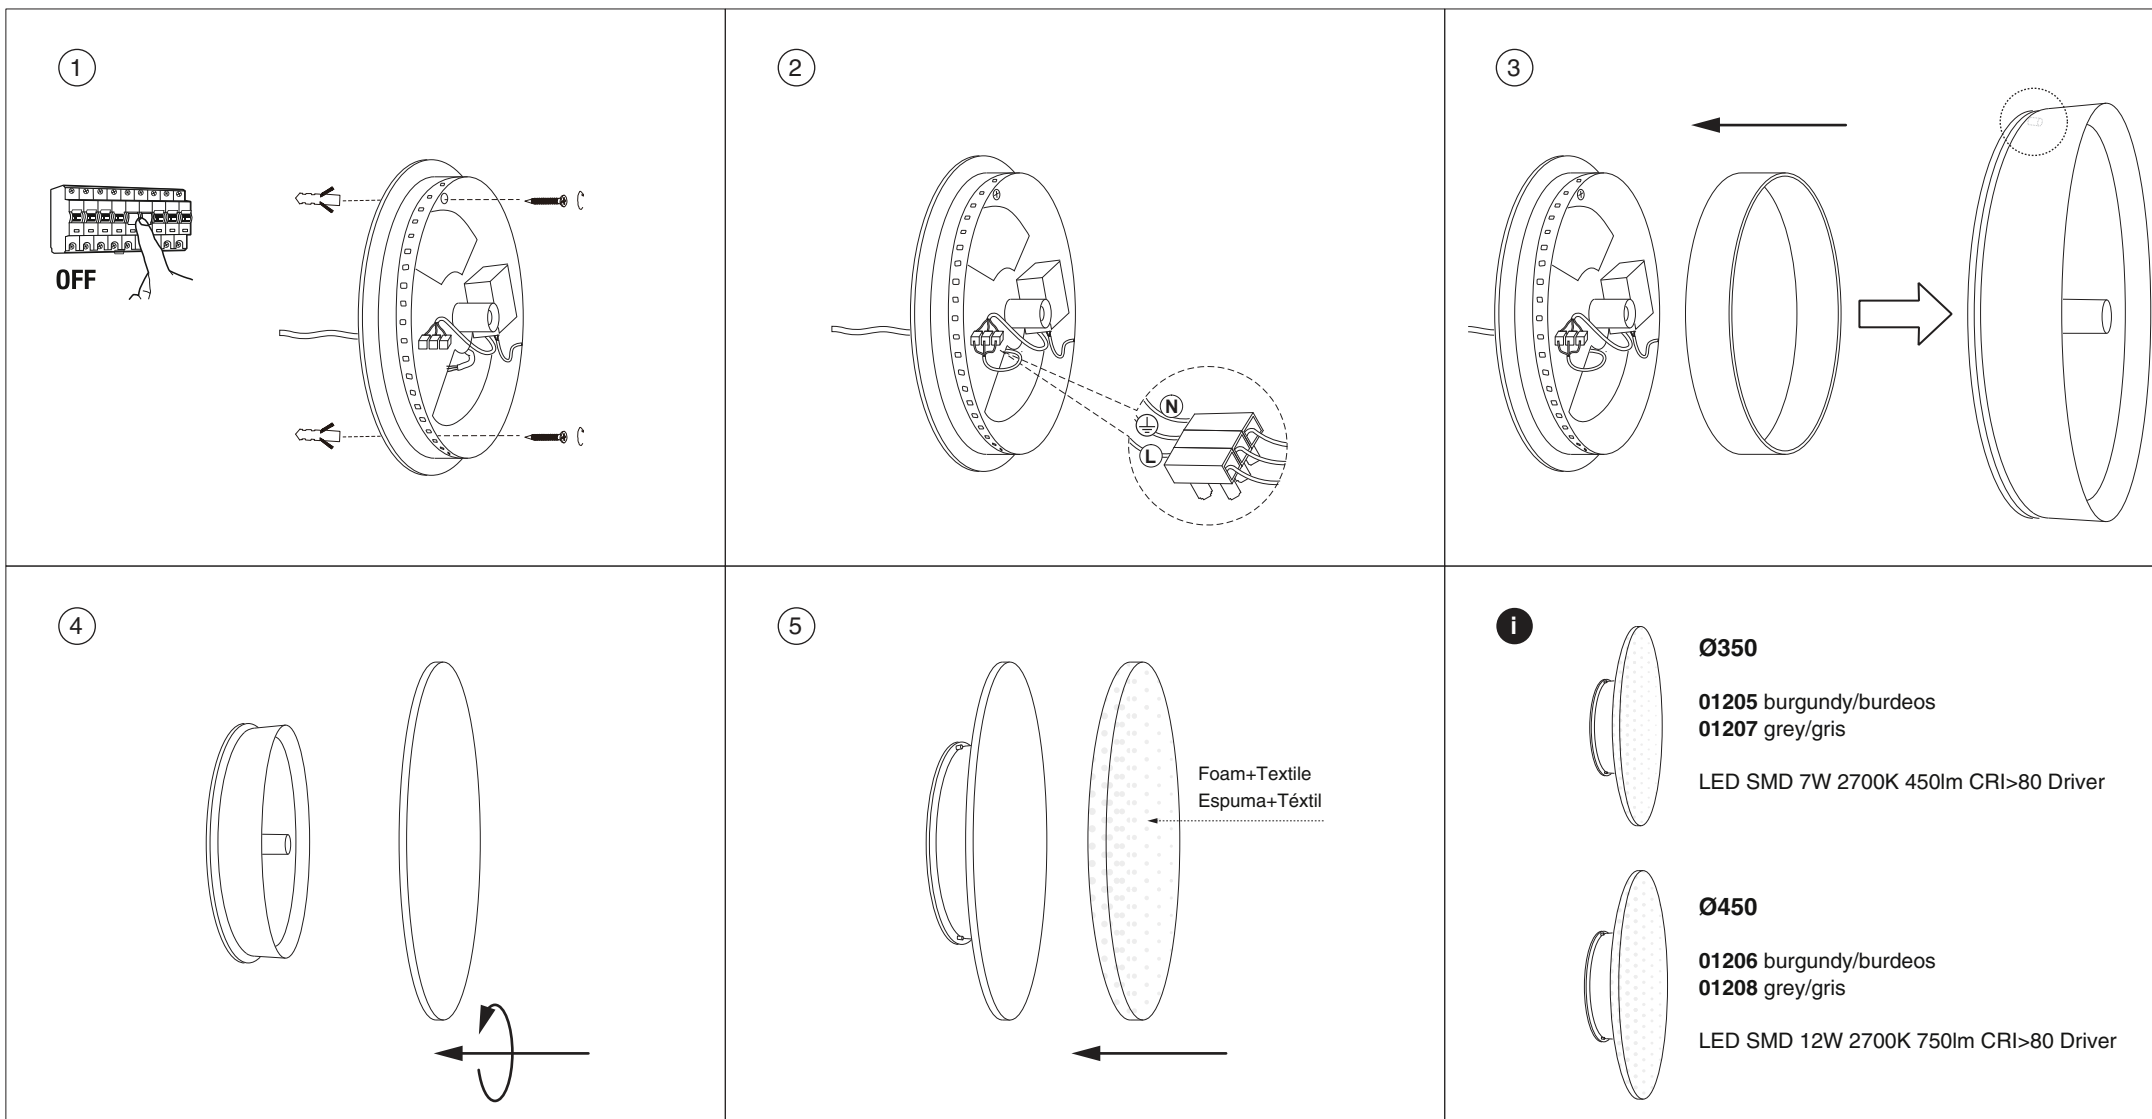 1
OFF
2
N
L
3
4
5
Foam+Textile
Espuma+Téxtil
i
Ø350
01205 burgundy/burdeos
01207 grey/gris
LED SMD 7W 2700K 450lm CRI>80 Driver
Ø450
01206 burgundy/burdeos
01208 grey/gris
LED SMD 12W 2700K 750lm CRI>80 Driver